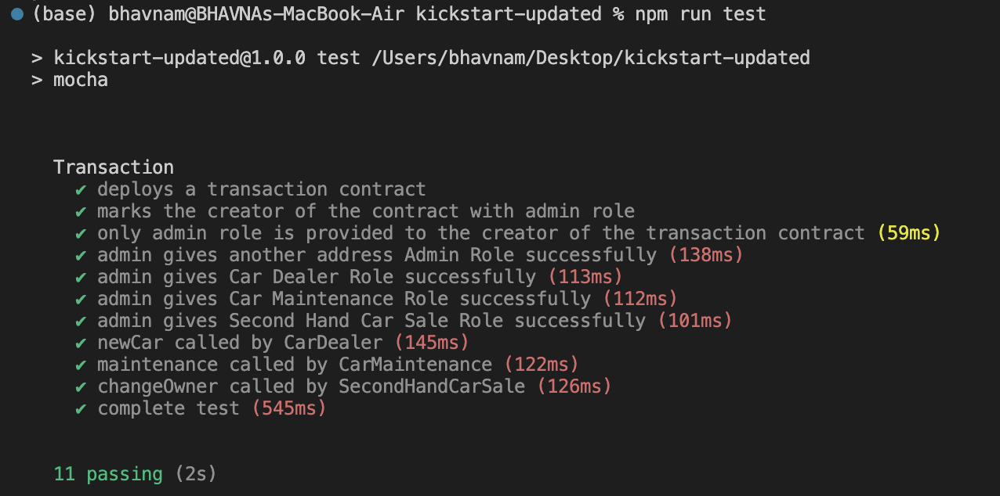 (base) bhavnam@BHAVNAs-MacBook-Air kickstart-updated % npm run test
> kickstart-updated@1.0.0 test /Users/bhavnam/Desktop/kickstart-updated
> mocha
Transaction
✔ deploys a transaction contract
✔ marks the creator of the contract with admin role
✔ only admin role is provided to the creator of the transaction contract (59ms)
✔ admin gives another address Admin Role successfully (138ms)
✔ admin gives Car Dealer Role successfully (113ms)
✔ admin gives Car Maintenance Role successfully (112ms)
✔ admin gives Second Hand Car Sale Role successfully (101ms)
✔ newCar called by CarDealer (145ms)
✔ maintenance called by CarMaintenance (122ms)
✔ changeOwner called by SecondHandCarSale (126ms)
✔ complete test (545ms)
11 passing (2s)